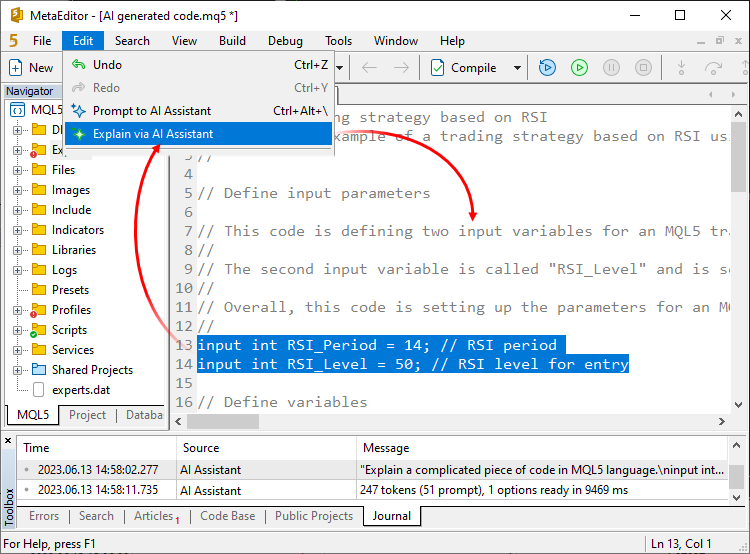 MetaEditor - [AI generated code.mq5 *]
5 File Edit Search View Build Debug Tools Window Help
New Compile
Undo Ctrl+Z
Redo Ctrl+Y
Prompt to AI Assistant Ctrl+Alt+\
Explain via AI Assistant
Navigator
MQL5
Files
Images
Include
Indicators
Libraries
Logs
Presets
Profiles
Scripts
Services
Shared Projects
experts.dat
MQL5 Project Databa
ing strategy based on RSI
xample of a trading strategy based on RSI us
3 //
4
5 // Define input parameters
6
7 // This code is defining two input variables for an MQL5 tr
8 //
9 // The second input variable is called "RSI_Level" and is s
10 //
11 // Overall, this code is setting up the parameters for an M
12 //
13 input int RSI_Period = 14; // RSI period
14 input int RSI_Level = 50; // RSI level for entry
16 // Define variables
Toolbox
Time Source Message
2023.06.13 14:58:02.277 AI Assistant "Explain a complicated piece of code in MQL5 language.\ninput int...
2023.06.13 14:58:11.735 AI Assistant 247 tokens (51 prompt), 1 options ready in 9469 ms
Errors Search Articles 1 Code Base Public Projects Journal
For Help, press F1 Ln 13, Col 1